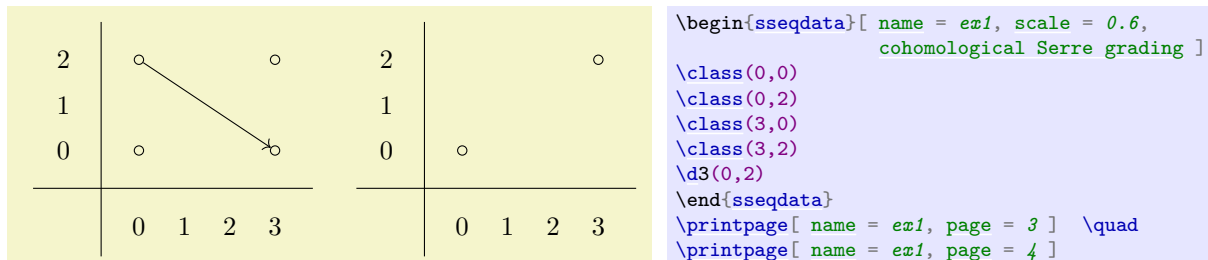 2
1
0
0 1 2 3
2
1
0
0 1 2 3
\begin{sseqdata}[ name = ex1, scale = 0.6,
cohomological Serre grading ]
\class(0,0)
\class(0,2)
\class(3,0)
\class(3,2)
\d3(0,2)
\end{sseqdata}
\printpage[ name = ex1, page = 3 ] \quad
\printpage[ name = ex1, page = 4 ]